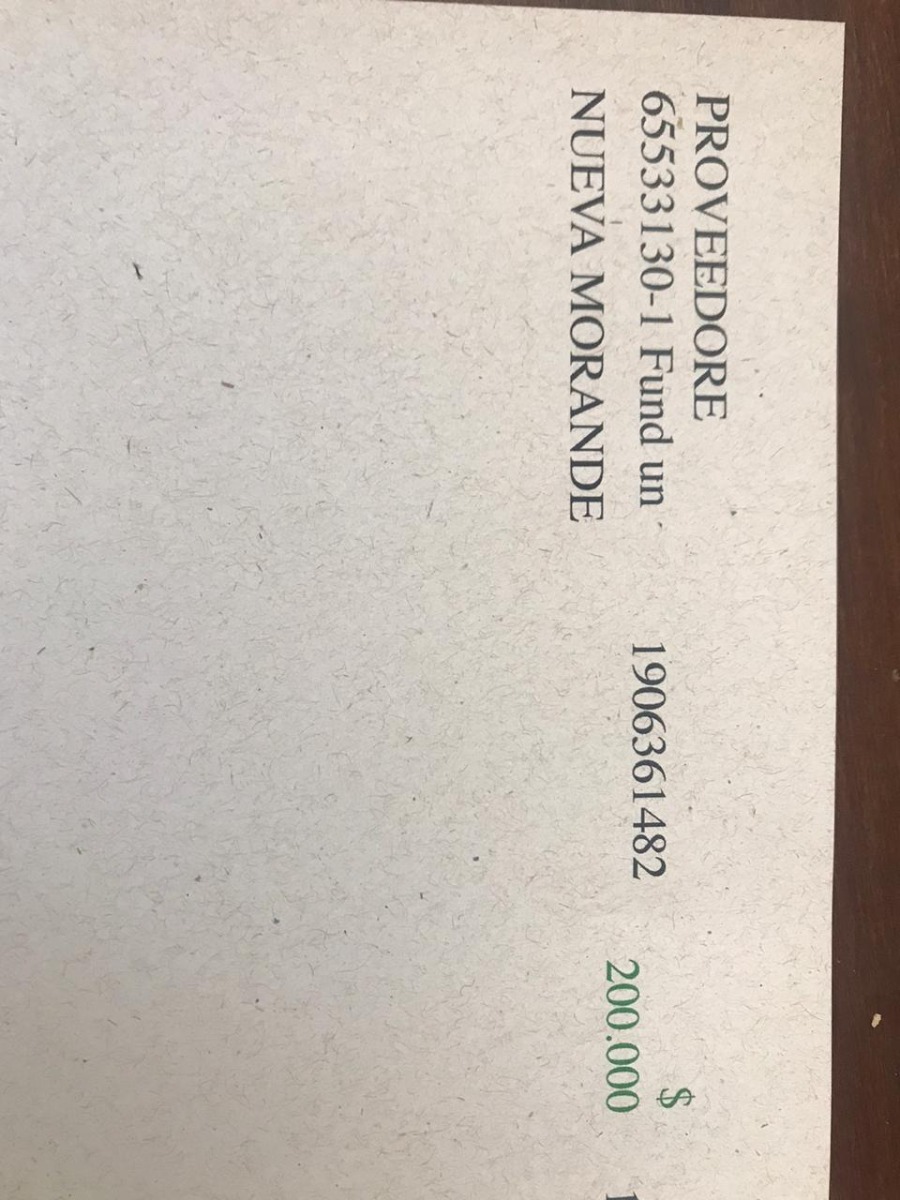 PROVEEDORE
65533130-1 Fund un 1906361482 $
200.000
NUEVA MORANDE